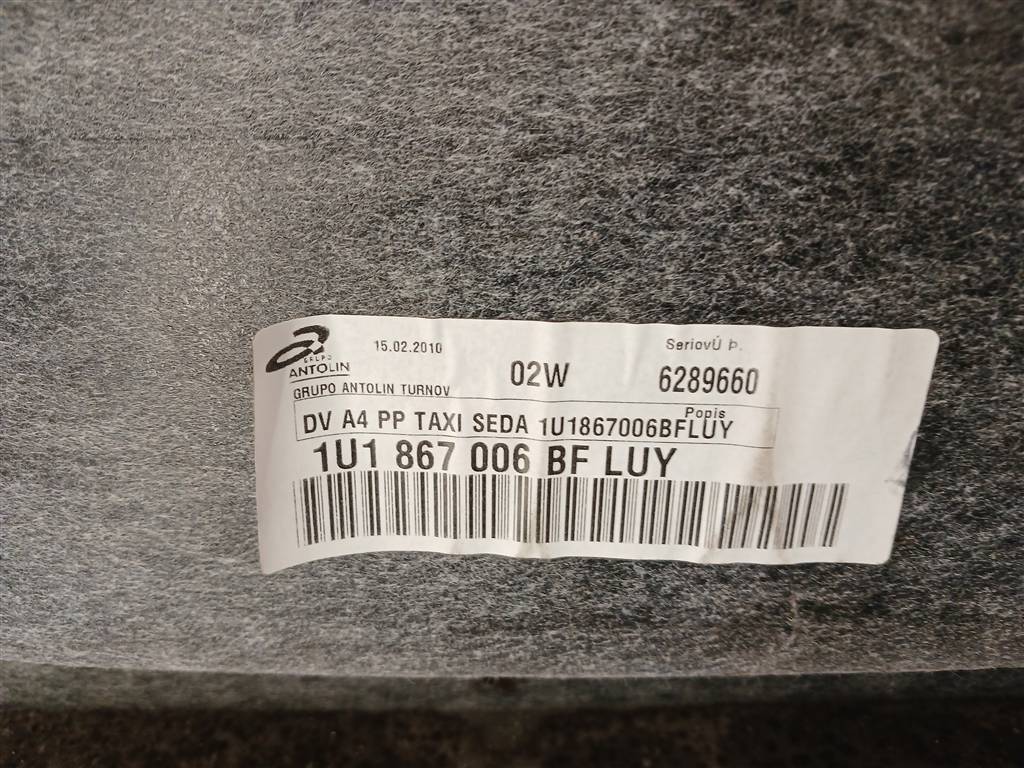 15.02.2010
SeriovÚ Þ.
GRUPO
ANTOLIN
02W
6289660
GRUPO ANTOLIN TURNOV
Popis
DV A4 PP TAXI SEDA 1U1867006BFLUY
1U1 867 006 BF LUY